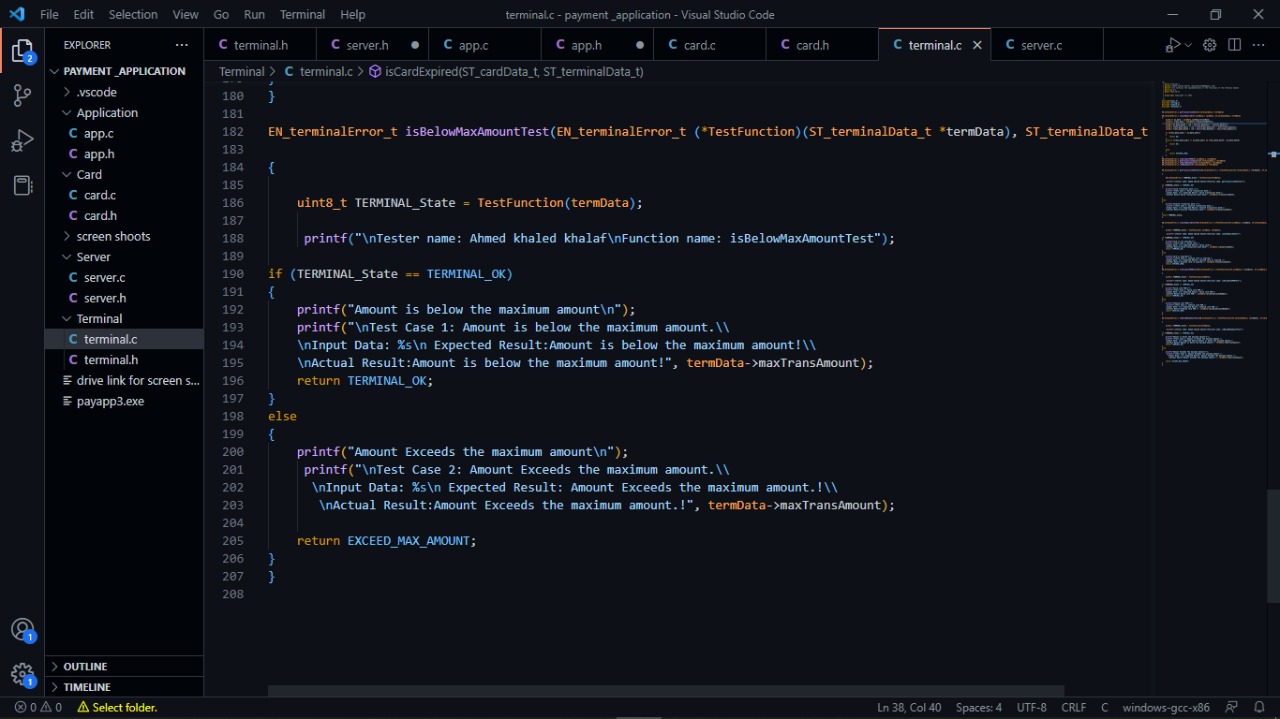 File Edit Selection View Go Run Terminal Help
terminal.c - payment _application - Visual Studio Code
EXPLORER
terminal.h server.h app.c app.h card.c card.h terminal.c server.c
PAYMENT _APPLICATION
.vscode
Application
app.c
app.h
Card
card.c
card.h
screen shoots
Server
server.c
server.h
Terminal
terminal.c
terminal.h
drive link for screen s...
payapp3.exe
OUTLINE
TIMELINE
Terminal > C terminal.c > isCardExpired(ST_cardData_t, ST_terminalData_t)
180 }
181
182 EN_terminalError_t isBelowMaxAmountTest(EN_terminalError_t (*TestFunction)(ST_terminalData_t *termData), ST_terminalData_t
183
184 {
185
186 uint8_t TERMINAL_State = TestFunction(termData);
187
188 printf("\nTester name: Ahmed khaled khalaf\nFunction name: isBelowMaxAmountTest");
189
190 if (TERMINAL_State == TERMINAL_OK)
191 {
192 printf("Amount is below the maximum amount\n");
193 printf("\nTest Case 1: Amount is below the maximum amount.\\
194 \nInput Data: %s\n Expected Result:Amount is below the maximum amount!\\
195 \nActual Result:Amount is below the maximum amount!", termData->maxTransAmount);
196 return TERMINAL_OK;
197 }
198 else
199 {
200 printf("Amount Exceeds the maximum amount\n");
201 printf("\nTest Case 2: Amount Exceeds the maximum amount.\\
202 \nInput Data: %s\n Expected Result: Amount Exceeds the maximum amount.!\\
203 \nActual Result:Amount Exceeds the maximum amount.!", termData->maxTransAmount);
204
205 return EXCEED_MAX_AMOUNT;
206 }
207 }
208
0 0 Select folder. Ln 38, Col 40 Spaces: 4 UTF-8 CRLF C windows-gcc-x86